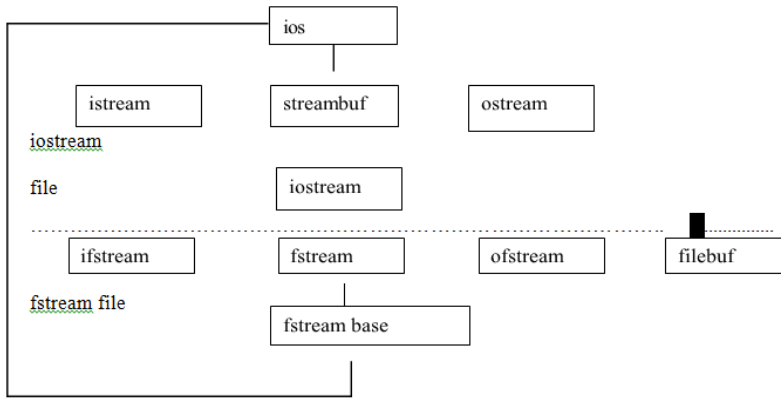 ios
istream
streambuf
ostream
iostream
file
iostream
ifstream
fstream
ofstream
filebuf
fstream file
fstream base